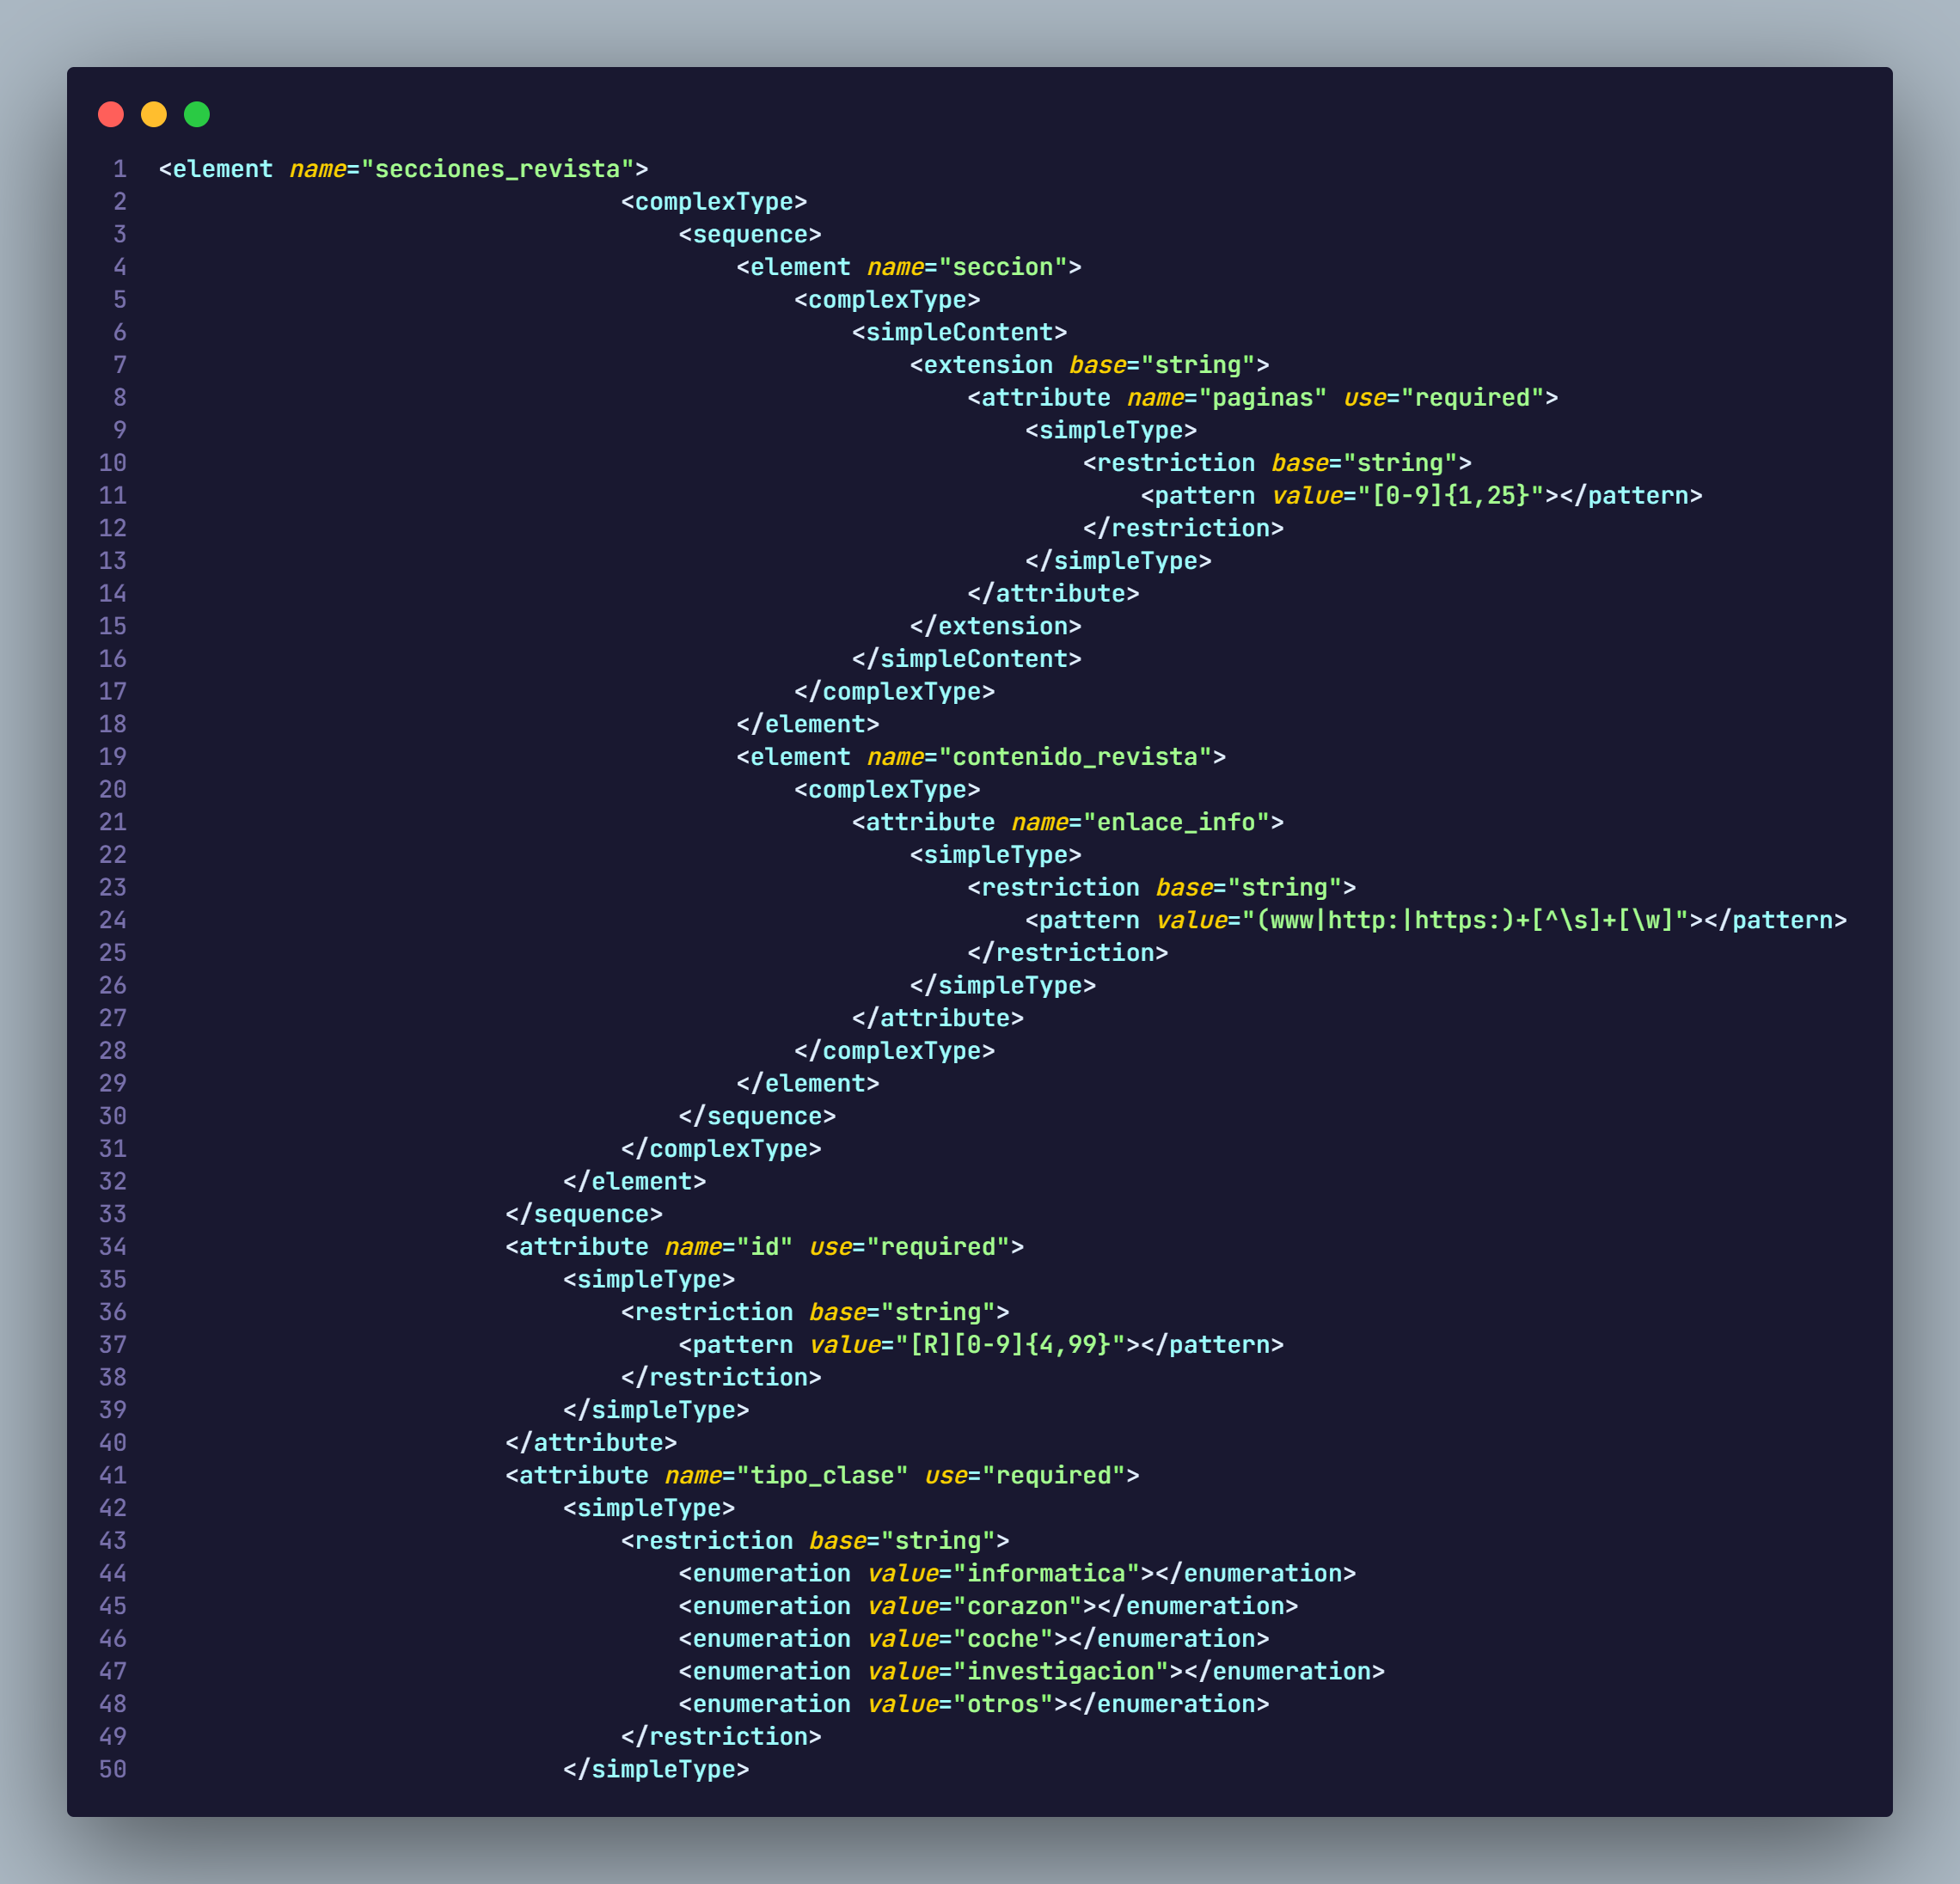 1 <element name="secciones_revista">
2 <complexType>
3 <sequence>
4 <element name="seccion">
5 <complexType>
6 <simpleContent>
7 <extension base="string">
8 <attribute name="paginas" use="required">
9 <simpleType>
10 <restriction base="string">
11 <pattern value="[0-9]{1,25}"></pattern>
12 </restriction>
13 </simpleType>
14 </attribute>
15 </extension>
16 </simpleContent>
17 </complexType>
18 </element>
19 <element name="contenido_revista">
20 <complexType>
21 <attribute name="enlace_info">
22 <simpleType>
23 <restriction base="string">
24 <pattern value="(www|http:|https:)+[^\s]+[\w]"></pattern>
25 </restriction>
26 </simpleType>
27 </attribute>
28 </complexType>
29 </element>
30 </sequence>
31 </complexType>
32 </element>
33 </sequence>
34 <attribute name="id" use="required">
35 <simpleType>
36 <restriction base="string">
37 <pattern value="[R][0-9]{4,99}"></pattern>
38 </restriction>
39 </simpleType>
40 </attribute>
41 <attribute name="tipo_clase" use="required">
42 <simpleType>
43 <restriction base="string">
44 <enumeration value="informatica"></enumeration>
45 <enumeration value="corazon"></enumeration>
46 <enumeration value="coche"></enumeration>
47 <enumeration value="investigacion"></enumeration>
48 <enumeration value="otros"></enumeration>
49 </restriction>
50 </simpleType>